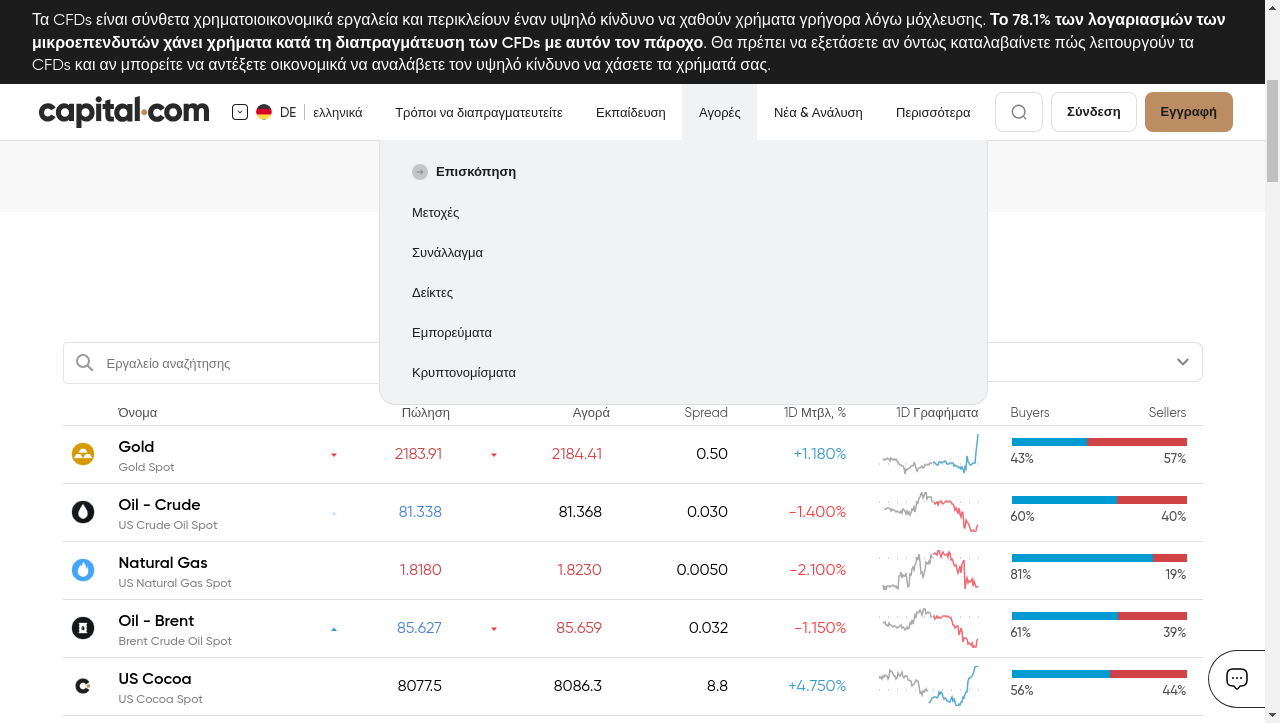 Τα CFDs είναι σύνθετα χρηματοιοικονομικά εργαλεία και περικλείουν έναν υψηλό κίνδυνο να χαθούν χρήματα γρήγορα λόγω μόχλευσης. Το 78.1% των λογαριασμών των
μικροεπενδυτών χάνει χρήματα κατά τη διαπραγμάτευση των CFDs με αυτόν τον πάροχο. Θα πρέπει να εξετάσετε αν όντως καταλαβαίνετε πώς λειτουργούν τα
CFDs και αν μπορείτε να αντέξετε οικονομικά να αναλάβετε τον υψηλό κίνδυνο να χάσετε τα χρήματά σας.
capital.com DE ελληνικά Τρόποι να διαπραγματευτείτε Εκπαίδευση Αγορές Νέα & Ανάλυση Περισσότερα Σύνδεση Εγγραφή
Επισκόπηση
Μετοχές
Συνάλλαγμα
Δείκτες
Εμπορεύματα
Κρυπτονομίσματα
Εργαλείο αναζήτησης
Όνομα Πώληση Αγορά Spread 1D Μτβλ, % 1D Γραφήματα Buyers Sellers
Gold 2183.91 2184.41 0.50 +1.180%
Gold Spot 43% 57%
Oil - Crude 81.338 81.368 0.030 -1.400%
US Crude Oil Spot 60% 40%
Natural Gas 1.8180 1.8230 0.0050 -2.100%
US Natural Gas Spot 81% 19%
Oil - Brent 85.627 85.659 0.032 -1.150%
Brent Crude Oil Spot 61% 39%
US Cocoa 8077.5 8086.3 8.8 +4.750%
US Cocoa Spot 56% 44%